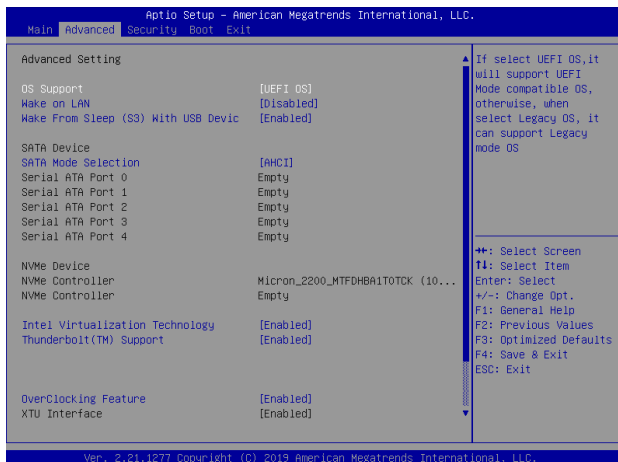 Aptio Setup – American Megatrends International, LLC.
Main Advanced Security Boot Exit
Advanced Setting
OS Support [UEFI OS]
Wake on LAN [Disabled]
Wake From Sleep (S3) With USB Devic [Enabled]
SATA Device
SATA Mode Selection [AHCI]
Serial ATA Port 0 Empty
Serial ATA Port 1 Empty
Serial ATA Port 2 Empty
Serial ATA Port 3 Empty
Serial ATA Port 4 Empty
NVMe Device
NVMe Controller Micron_2200_MTFDHBA1T0TCK (10...
NVMe Controller Empty
Intel Virtualization Technology [Enabled]
Thunderbolt(TM) Support [Enabled]
OverClocking Feature [Enabled]
XTU Interface [Enabled]
If select UEFI OS,it
will support UEFI
Mode compatible OS,
otherwise, when
select Legacy OS, it
can support Legacy
mode OS
→←: Select Screen
↑↓: Select Item
Enter: Select
+/-: Change Opt.
F1: General Help
F2: Previous Values
F3: Optimized Defaults
F4: Save & Exit
ESC: Exit
Ver. 2.21.1277 Copyright (C) 2019 American Megatrends International, LLC.